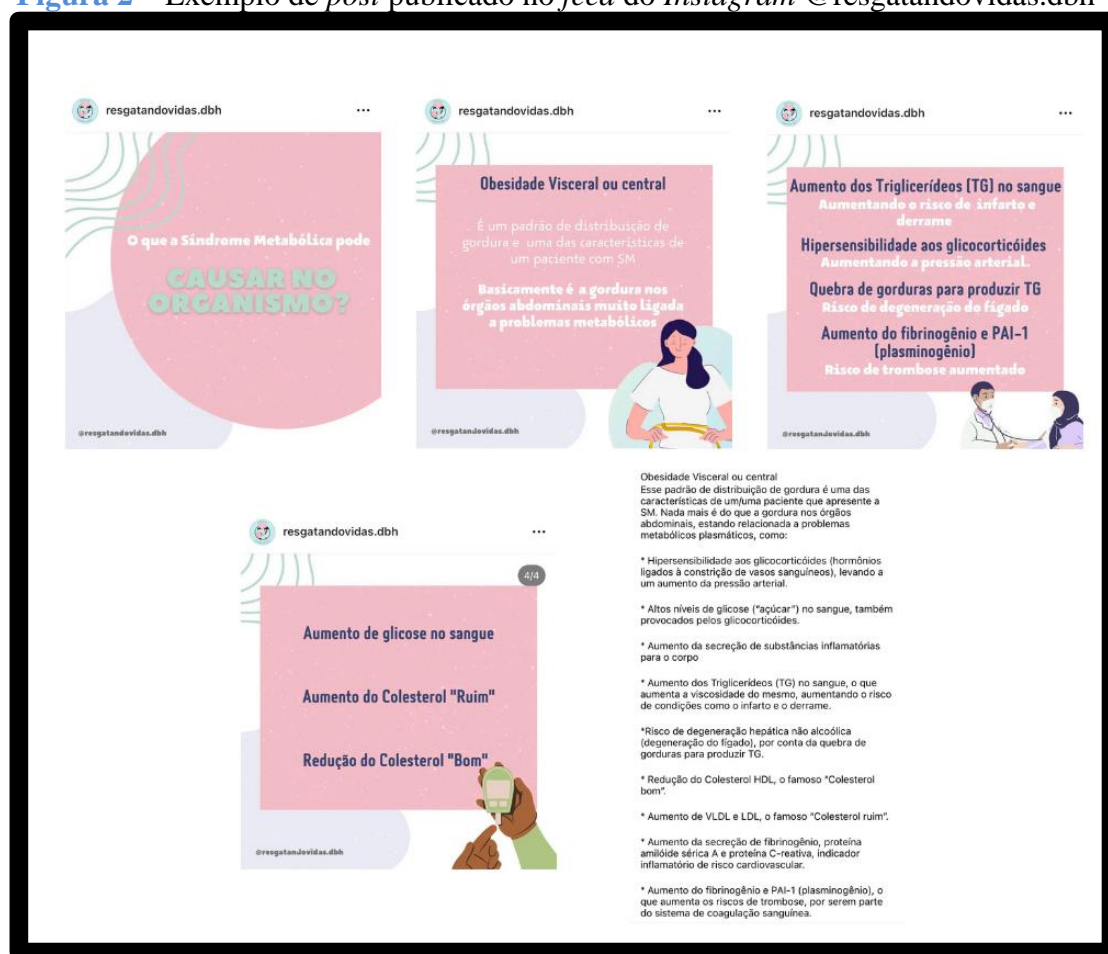 Figura 2 – Exemplo de post publicado no feed do Instagram @resgatandovidas.dbh
resgatandovidas.dbh
O que a Síndrome Metabólica pode
CAUSAR NO
ORGANISMO?
@resgatandovidas.dbh
resgatandovidas.dbh
Obesidade Visceral ou central
É um padrão de distribuição de
gordura e uma das características de
um paciente com SM
Basicamente é a gordura nos
órgãos abdominais muito ligada
a problemas metabólicos
@resgatandovidas.dbh
resgatandovidas.dbh
Aumento dos Triglicerídeos (TG) no sangue
Aumentando o risco de infarto e
derrame
Hipersensibilidade aos glicocorticóides
Aumentando a pressão arterial.
Quebra de gorduras para produzir TG
Risco de degeneração do fígado
Aumento do fibrinogênio e PAI-1
(plasminogênio)
Risco de trombose aumentado
@resgatandovidas.dbh
resgatandovidas.dbh
4/4
Aumento de glicose no sangue
Aumento do Colesterol "Ruim"
Redução do Colesterol "Bom"
@resgatandovidas.dbh
Obesidade Visceral ou central
Esse padrão de distribuição de gordura é uma das
características de um/uma paciente que apresente a
SM. Nada mais é do que a gordura nos órgãos
abdominais, estando relacionada a problemas
metabólicos plasmáticos, como:
* Hipersensibilidade aos glicocorticóides (hormônios
ligados à constrição de vasos sanguíneos), levando a
um aumento da pressão arterial.
* Altos níveis de glicose ("açúcar") no sangue, também
provocados pelos glicocorticóides.
* Aumento da secreção de substâncias inflamatórias
para o corpo
* Aumento dos Triglicerídeos (TG) no sangue, o que
aumenta a viscosidade do mesmo, aumentando o risco
de condições como o infarto e o derrame.
*Risco de degeneração hepática não alcoólica
(degeneração do fígado), por conta da quebra de
gorduras para produzir TG.
* Redução do Colesterol HDL, o famoso "Colesterol
bom".
* Aumento de VLDL e LDL, o famoso "Colesterol ruim".
* Aumento da secreção de fibrinogênio, proteína
amilóide sérica A e proteína C-reativa, indicador
inflamatório de risco cardiovascular.
* Aumento do fibrinogênio e PAI-1 (plasminogênio), o
que aumenta os riscos de trombose, por serem parte
do sistema de coagulação sanguínea.